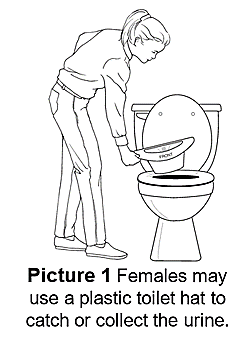 FRONT
Picture 1 Females may
use a plastic toilet hat to
catch or collect the urine.